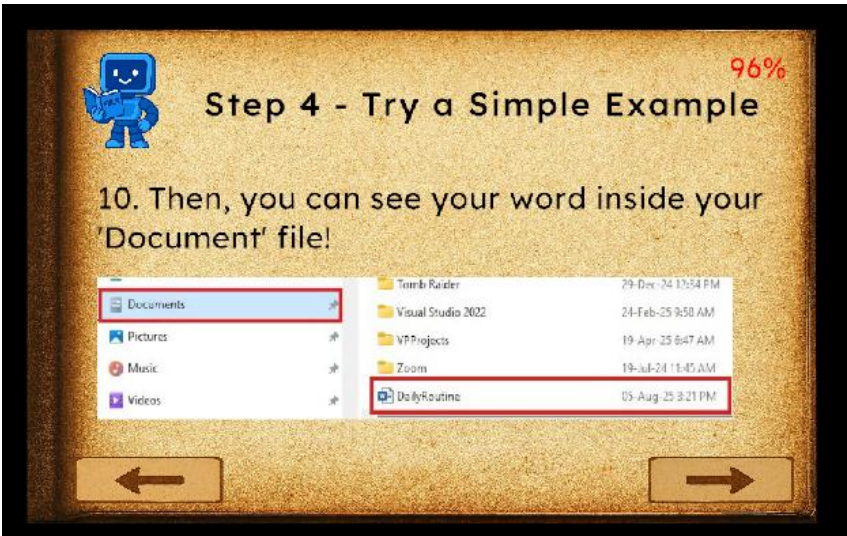 96%
Step 4 - Try a Simple Example
10. Then, you can see your word inside your
'Document' file!
Tomb Raider 29-Dec-24 12:54 PM
Documents
Visual Studio 2022 24-Feb-25 9:58 AM
Pictures
VPProjects 19-Apr-25 6:47 AM
Music
Zoom 19-Jul-24 11:45 AM
Videos
DailyRoutine 05-Aug-25 3:21 PM